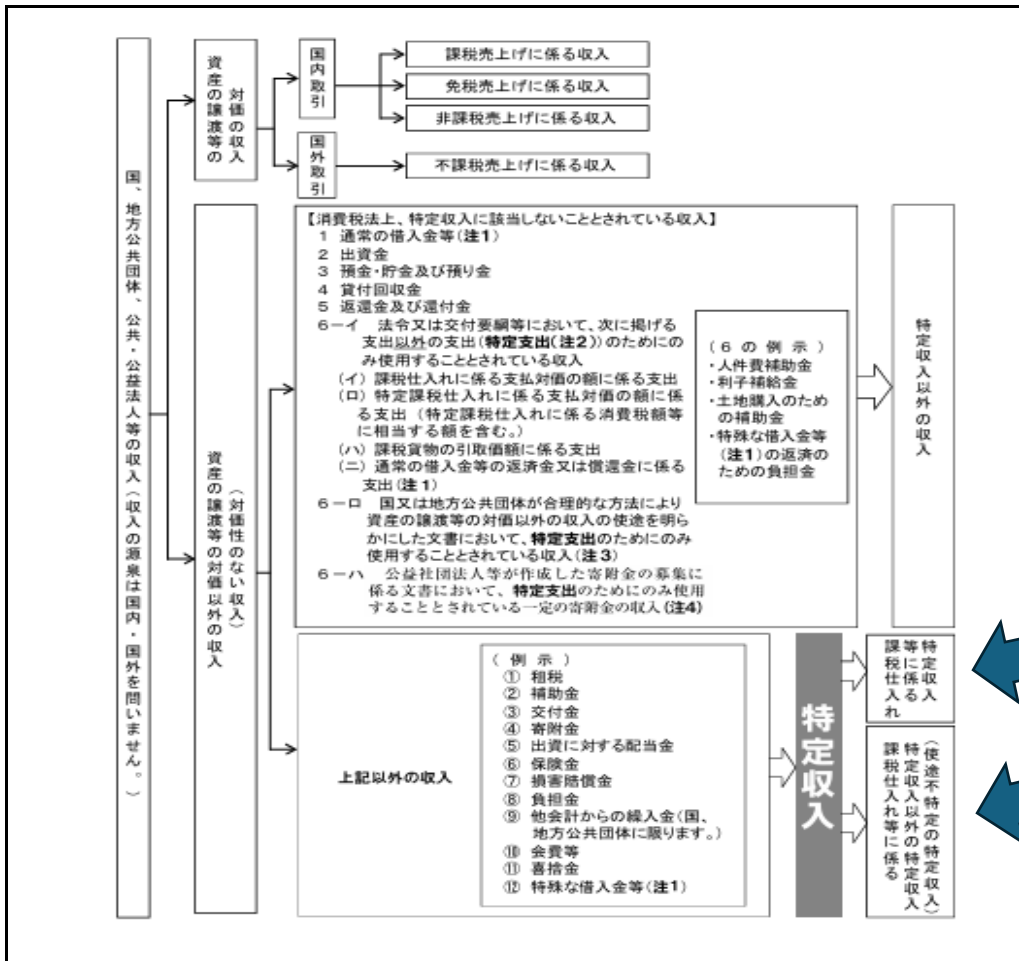 国、地方公共団体、公共・公益法人等の収入(収入の源泉は国内・国外を問いません。)
資産の譲渡等の
対価の収入
国内取引
課税売上げに係る収入
免税売上げに係る収入
非課税売上げに係る収入
国外取引
不課税売上げに係る収入
資産の譲渡等の対価以外の収入
(対価性のない収入)
【消費税法上、特定収入に該当しないこととされている収入】
1 通常の借入金等(注1)
2 出資金
3 預金・貯金及び預り金
4 貸付回収金
5 返還金及び還付金
6-イ 法令又は交付要綱等において、次に掲げる
支出以外の支出(特定支出(注2))のためにの
み使用することとされている収入
(イ)課税仕入れに係る支払対価の額に係る支出
(ロ)特定課税仕入れに係る支払対価の額に係
る支出(特定課税仕入れに係る消費税額等
に相当する額を含む。)
(ハ)課税貨物の引取価額に係る支出
(ニ)通常の借入金等の返済金又は償還金に係る
支出(注1)
6-ロ 国又は地方公共団体が合理的な方法により
資産の譲渡等の対価以外の収入の使途を明ら
かにした文書において、特定支出のためにのみ
使用することとされている収入(注3)
6-ハ 公益社団法人等が作成した寄附金の募集に
係る文書において、特定支出のためにのみ使用
することとされている一定の寄附金の収入(注4)
(6の例示)
・人件費補助金
・利子補給金
・土地購入のため
の補助金
・特殊な借入金等
(注1)の返済の
ための負担金
特定収入以外の収入
上記以外の収入
(例示)
① 租税
② 補助金
③ 交付金
④ 寄附金
⑤ 出資に対する配当金
⑥ 保険金
⑦ 損害賠償金
⑧ 負担金
⑨ 他会計からの繰入金(国、
地方公共団体に限ります。)
⑩ 会費等
⑪ 喜捨金
⑫ 特殊な借入金等(注1)
特定収入
課税仕入れ
等に係る
特定収入
課税仕入れ等に係る
特定収入以外の特定収入
(使途不特定の特定収入)